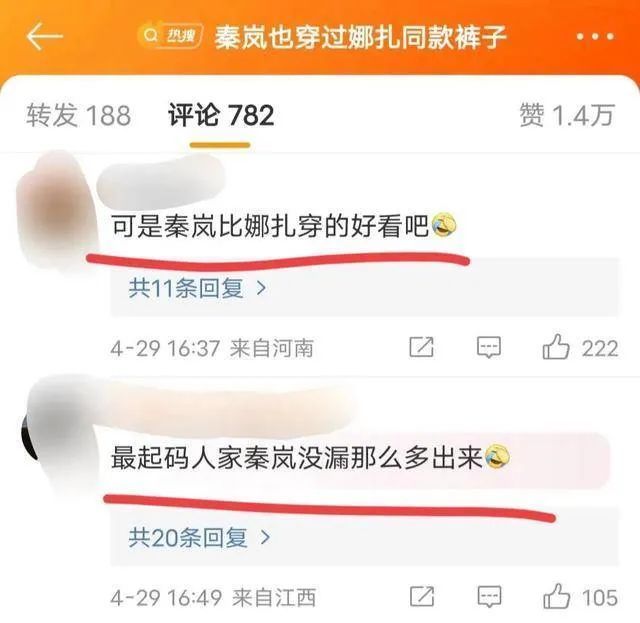 热搜 秦岚也穿过娜扎同款裤子
转发 188 评论 782 赞 1.4万
可是秦岚比娜扎穿的好看吧🤣
共11条回复 >
4-29 16:37 来自河南 222
最起码人家秦岚没漏那么多出来🤣
共20条回复 >
4-29 16:49 来自江西 105